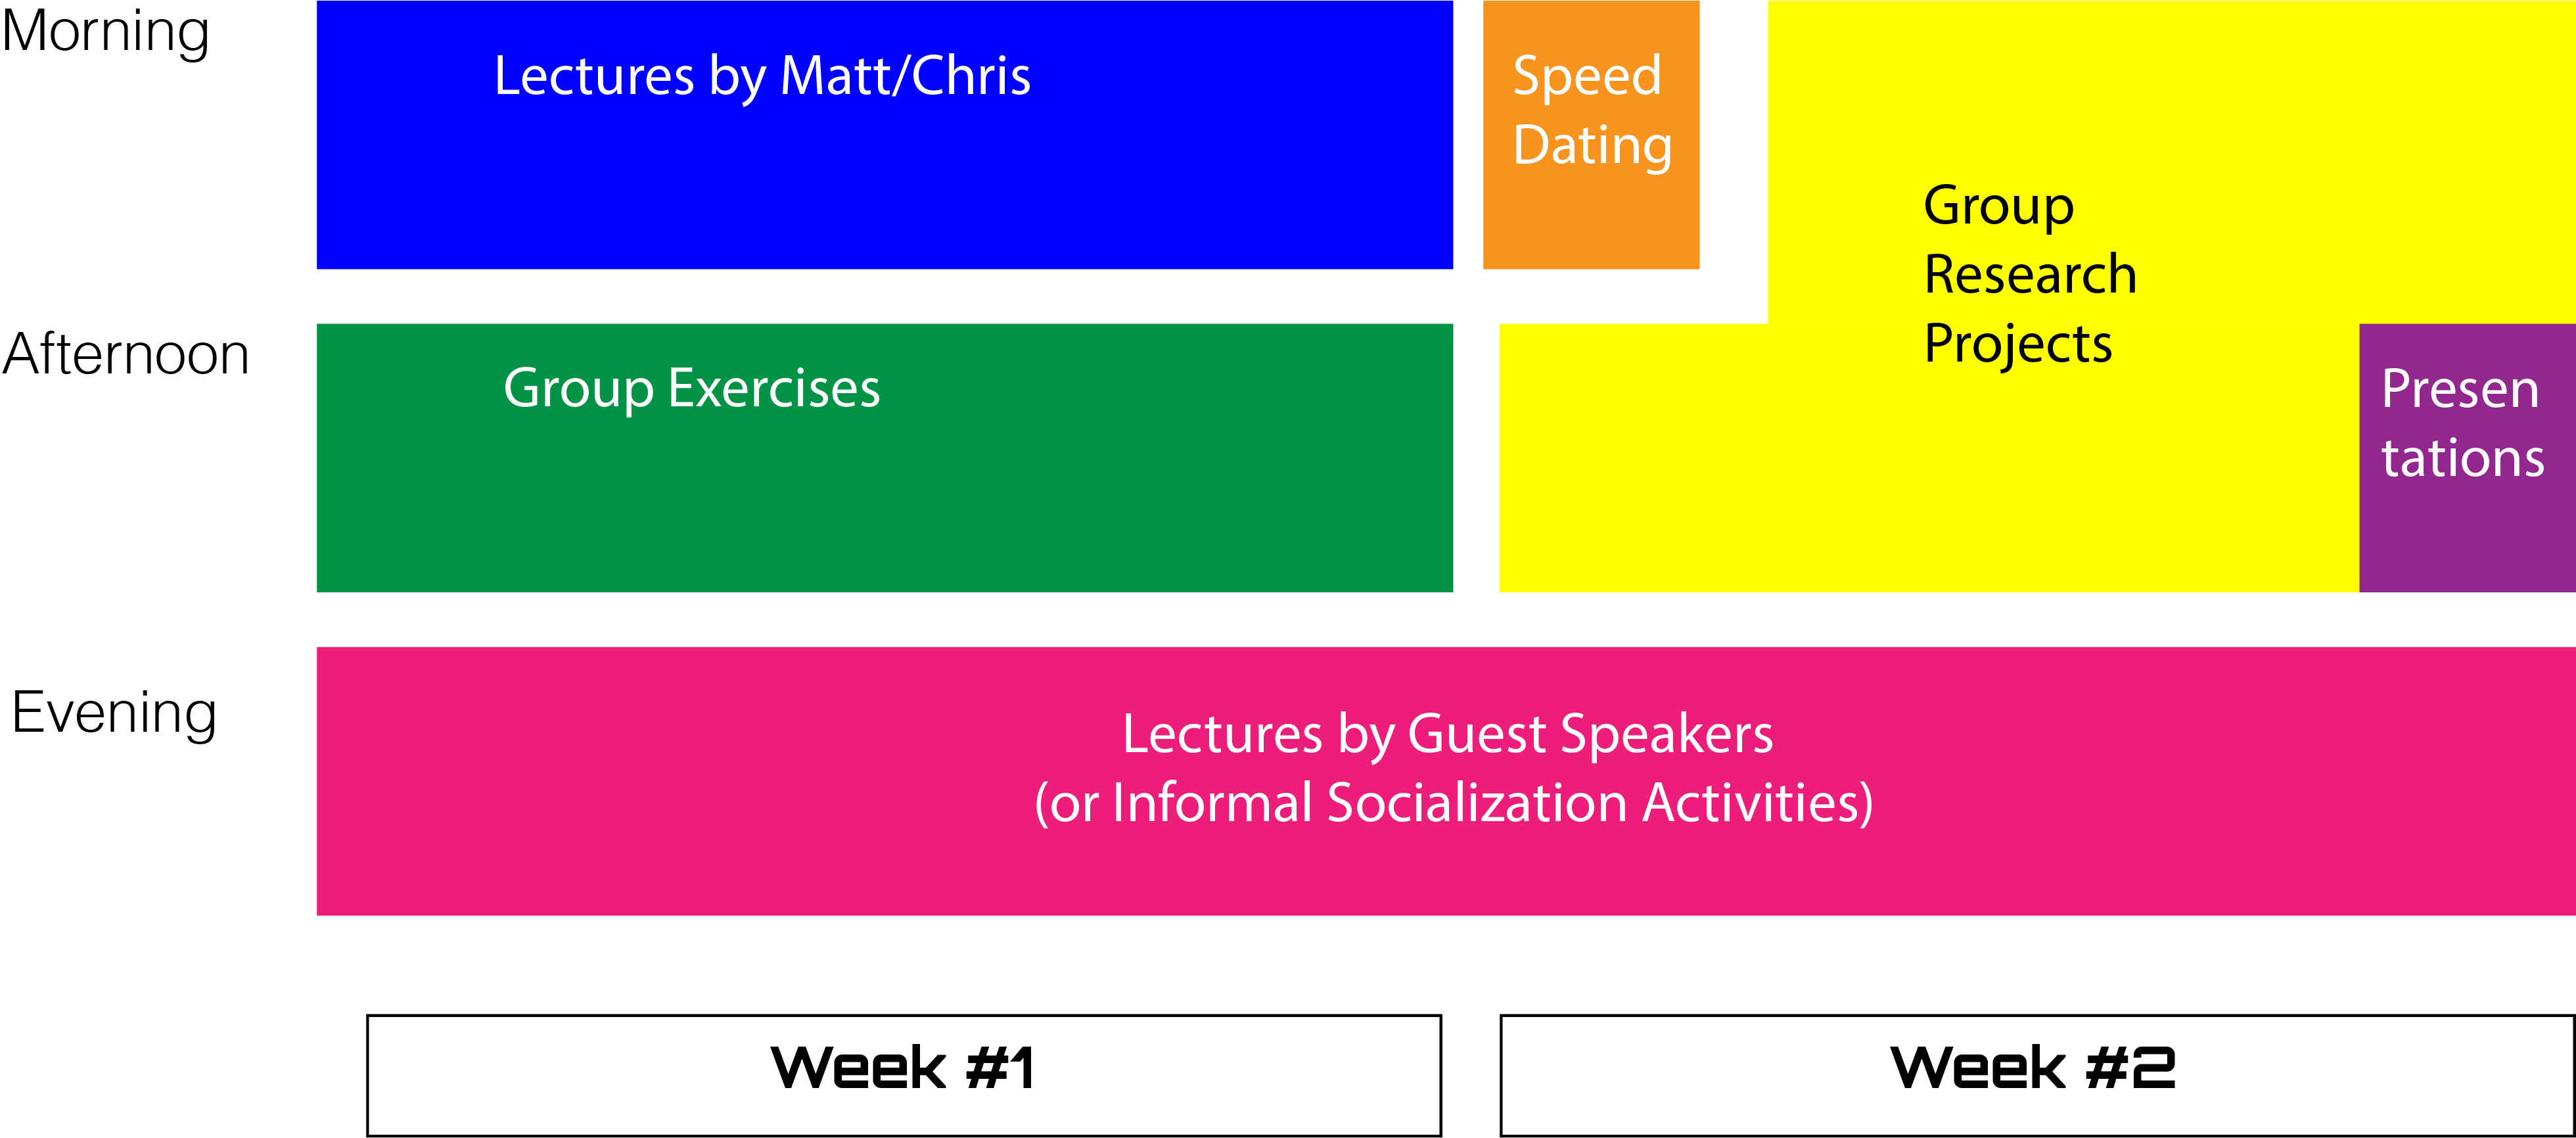 Morning
Lectures by Matt/Chris
Speed
Dating
Group
Research
Projects
Afternoon
Group Exercises
Presen
tations
Evening
Lectures by Guest Speakers
(or Informal Socialization Activities)
Week #1
Week #2